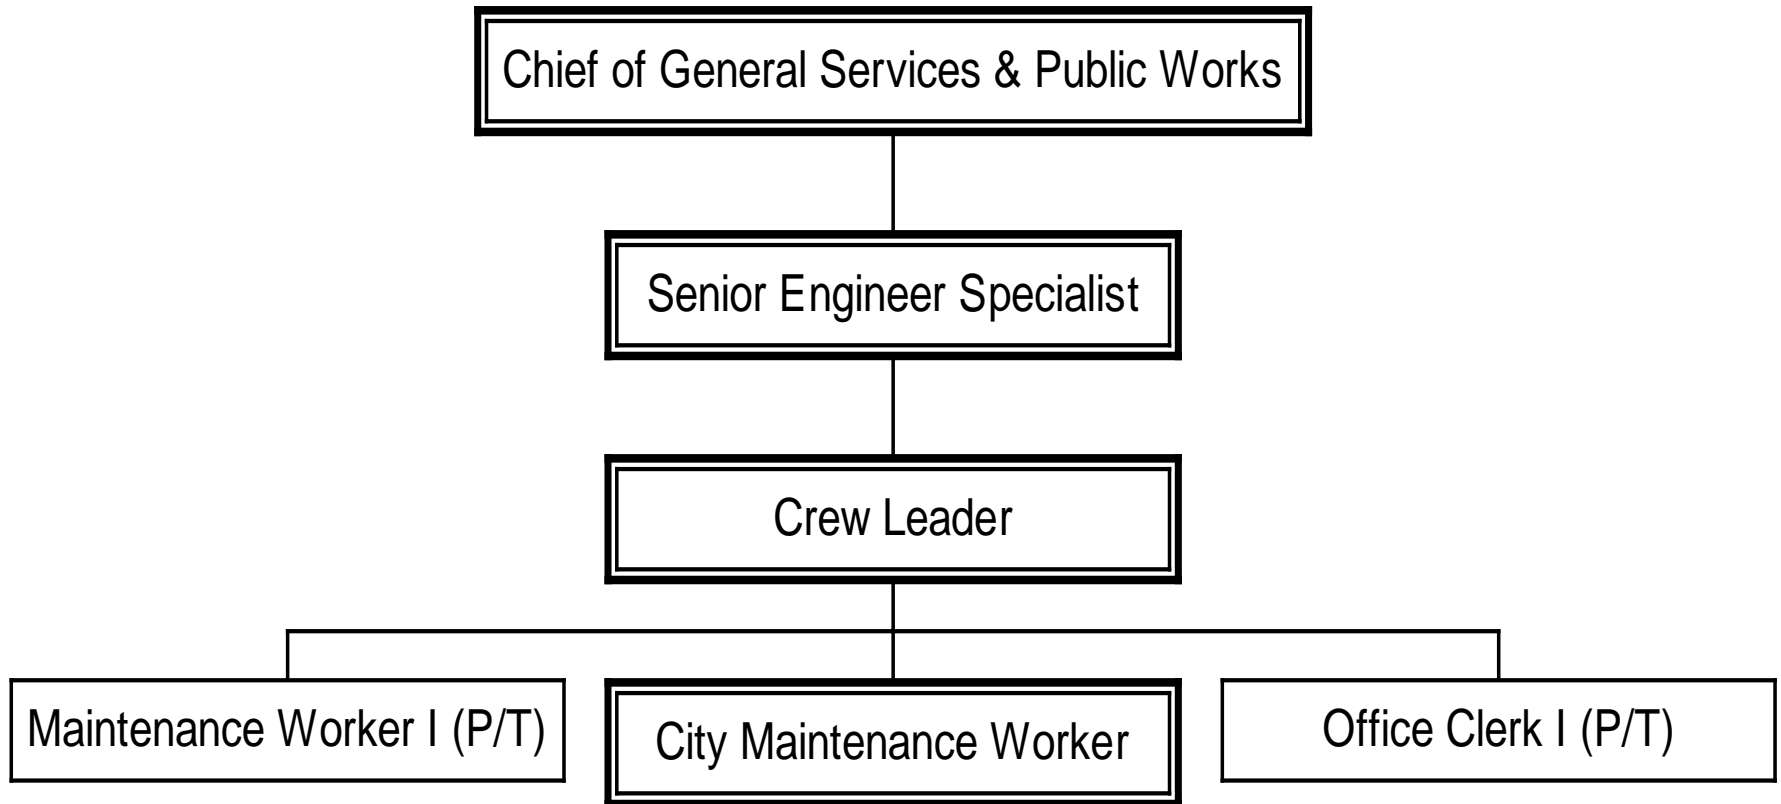 Chief of General Services & Public Works
Senior Engineer Specialist
Crew Leader
Maintenance Worker I (P/T)
City Maintenance Worker
Office Clerk I (P/T)